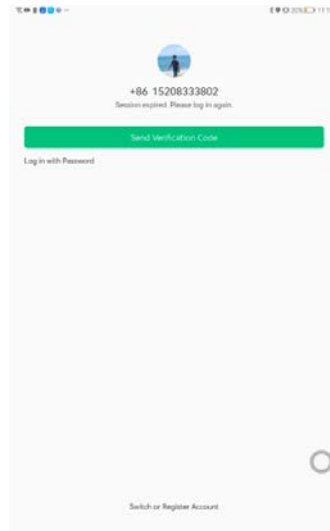 +86 15208333802
Session expired. Please log in again.
Send Verification Code
Log in with Password
Switch or Register Account